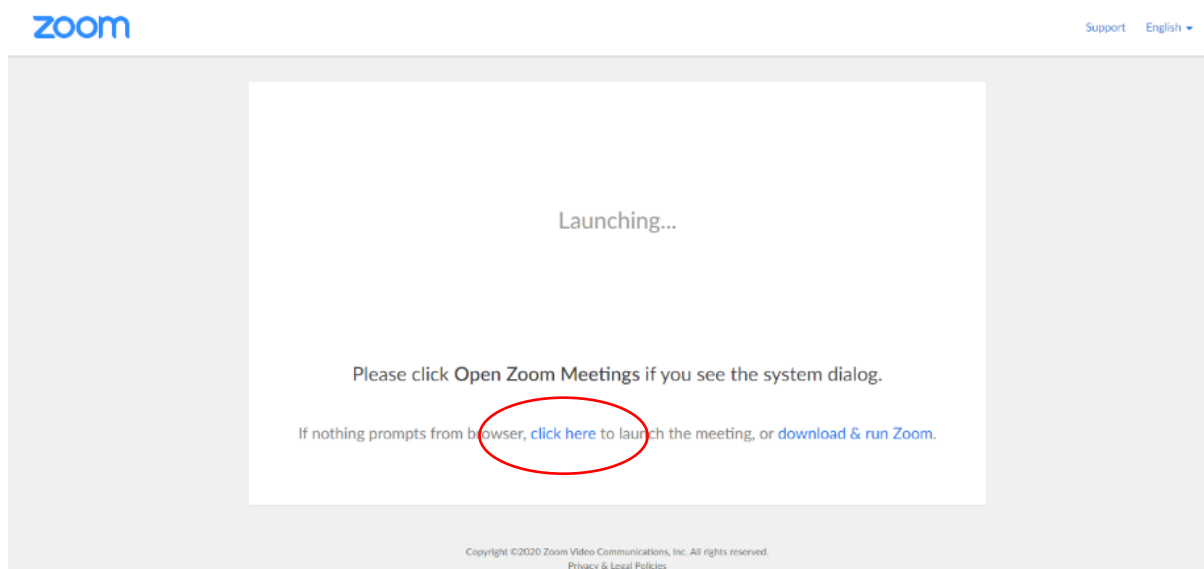 zoom
Support English
Launching...
Please click Open Zoom Meetings if you see the system dialog.
If nothing prompts from browser, click here to launch the meeting, or download & run Zoom.
Copyright ©2020 Zoom Video Communications, Inc. All rights reserved.
Privacy & Legal Policies